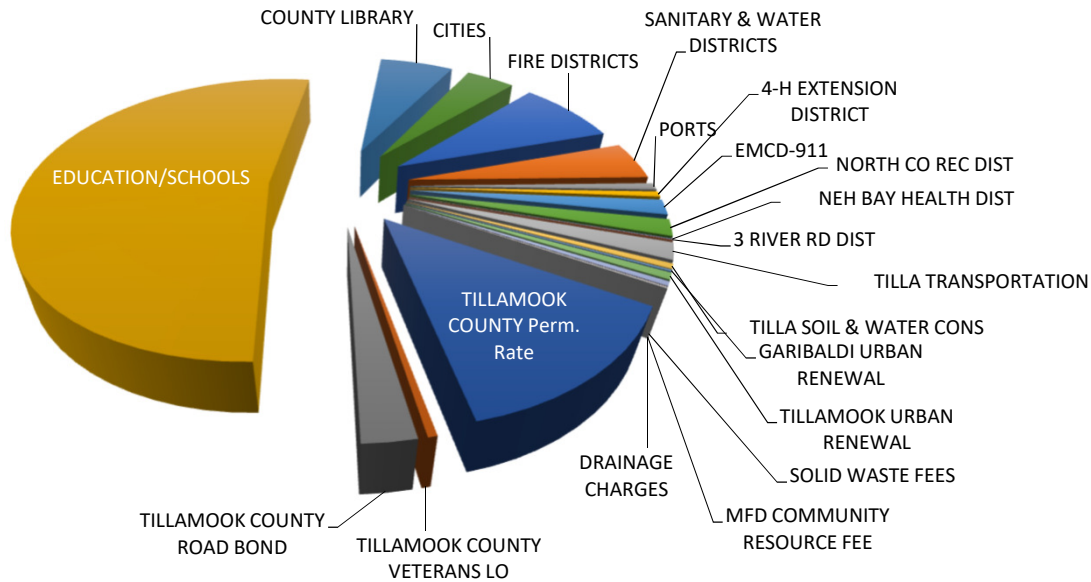 COUNTY LIBRARY
CITIES
FIRE DISTRICTS
SANITARY & WATER
DISTRICTS
4-H EXTENSION
DISTRICT
PORTS
EMCD-911
NORTH CO REC DIST
NEH BAY HEALTH DIST
3 RIVER RD DIST
TILLA TRANSPORTATION
TILLA SOIL & WATER CONS
GARIBALDI URBAN
RENEWAL
TILLAMOOK URBAN
RENEWAL
SOLID WASTE FEES
MFD COMMUNITY
RESOURCE FEE
DRAINAGE
CHARGES
TILLAMOOK
COUNTY Perm.
Rate
TILLAMOOK COUNTY
VETERANS LO
TILLAMOOK COUNTY
ROAD BOND
EDUCATION/SCHOOLS